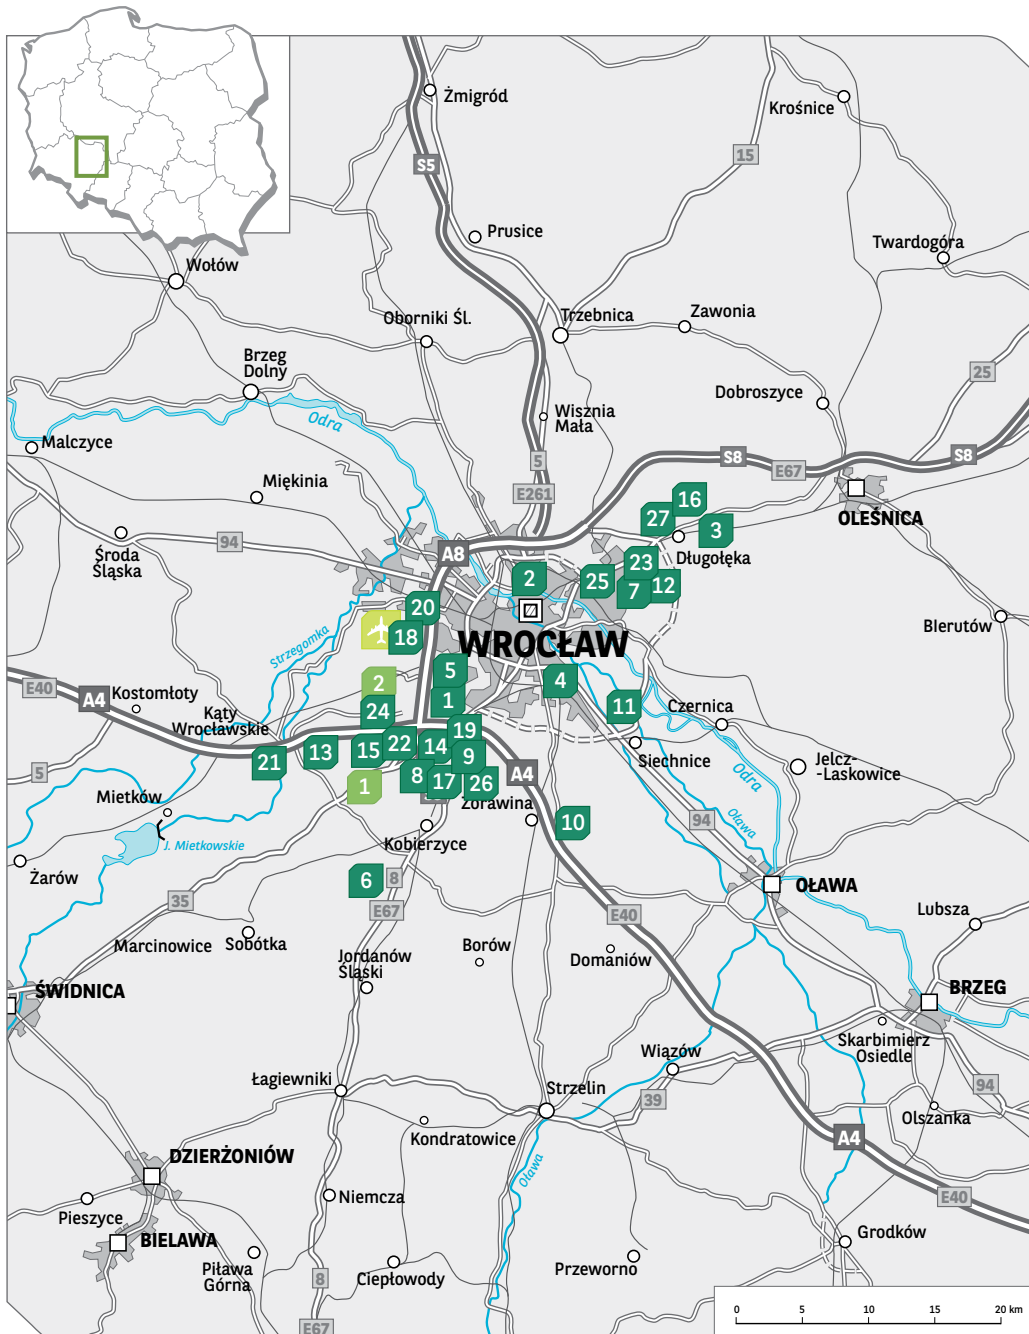 Żmigród
Krośnice
15
S5
Prusice
Twardogóra
Wołów
Oborniki Śl.
Trzebnica
Zawonia
Brzeg
Dolny
25
Dobroszyce
Odra
Wisznia
Mała
Malczyce
S8
S8
5
E67
Miękinia
E261
16
OLEŚNICA
27
3
94
Środa
Śląska
A8
Długołęka
23
2
25
7
12
20
Bierutów
18
WROCŁAW
Strzegomka
5
2
4
E40
A4
Kostomłoty
1
11
Czernica
24
Kąty
Wrocławskie
19
22
14
13
15
9
Siechnice
21
Jelcz-
-Laskowice
5
8
17
26
A4
Odra
1
Mietków
Żórawina
10
94
Oława
J. Mietkowskie
Kobierzyce
Żarów
6
8
OŁAWA
35
E67
E40
Lubsza
Marcinowice
Sobótka
Borów
Jordanów
Śląski
Domaniów
ŚWIDNICA
BRZEG
Skarbimierz
Osiedle
Wiązów
Łagiewniki
Strzelin
94
39
Olszanka
Kondratowice
A4
DZIERŻONIÓW
Oława
Niemcza
E40
Pieszyce
BIELAWA
Grodków
Piława
Górna
8
Ciepłowody
Przeworno
0
5
10
15
20 km
E67